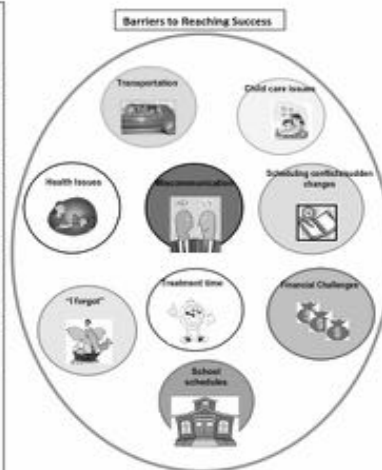 Barriers to Reaching Success
Transportation
Child care issues
Health Issues
Miscommunication
Scheduling conflicts/sudden
changes
"I forgot"
Treatment time
Financial Challenges
School
schedules